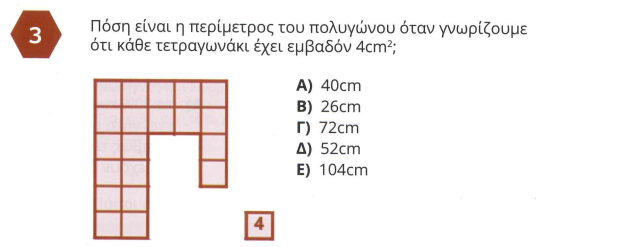 3
Πόση είναι η περίμετρος του πολυγώνου όταν γνωρίζουμε
ότι κάθε τετραγωνάκι έχει εμβαδόν 4cm²;
Α) 40cm
Β) 26cm
Γ) 72cm
Δ) 52cm
Ε) 104cm
4